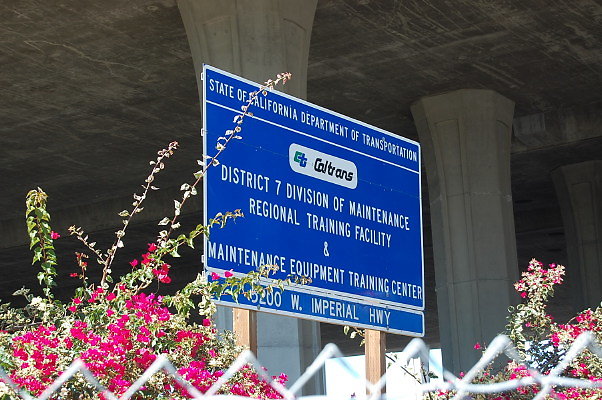 STATE OF CALIFORNIA DEPARTMENT OF TRANSPORTATION
Caltrans
DISTRICT 7 DIVISION OF MAINTENANCE
REGIONAL TRAINING FACILITY
&
MAINTENANCE EQUIPMENT TRAINING CENTER
5200 W. IMPERIAL HWY